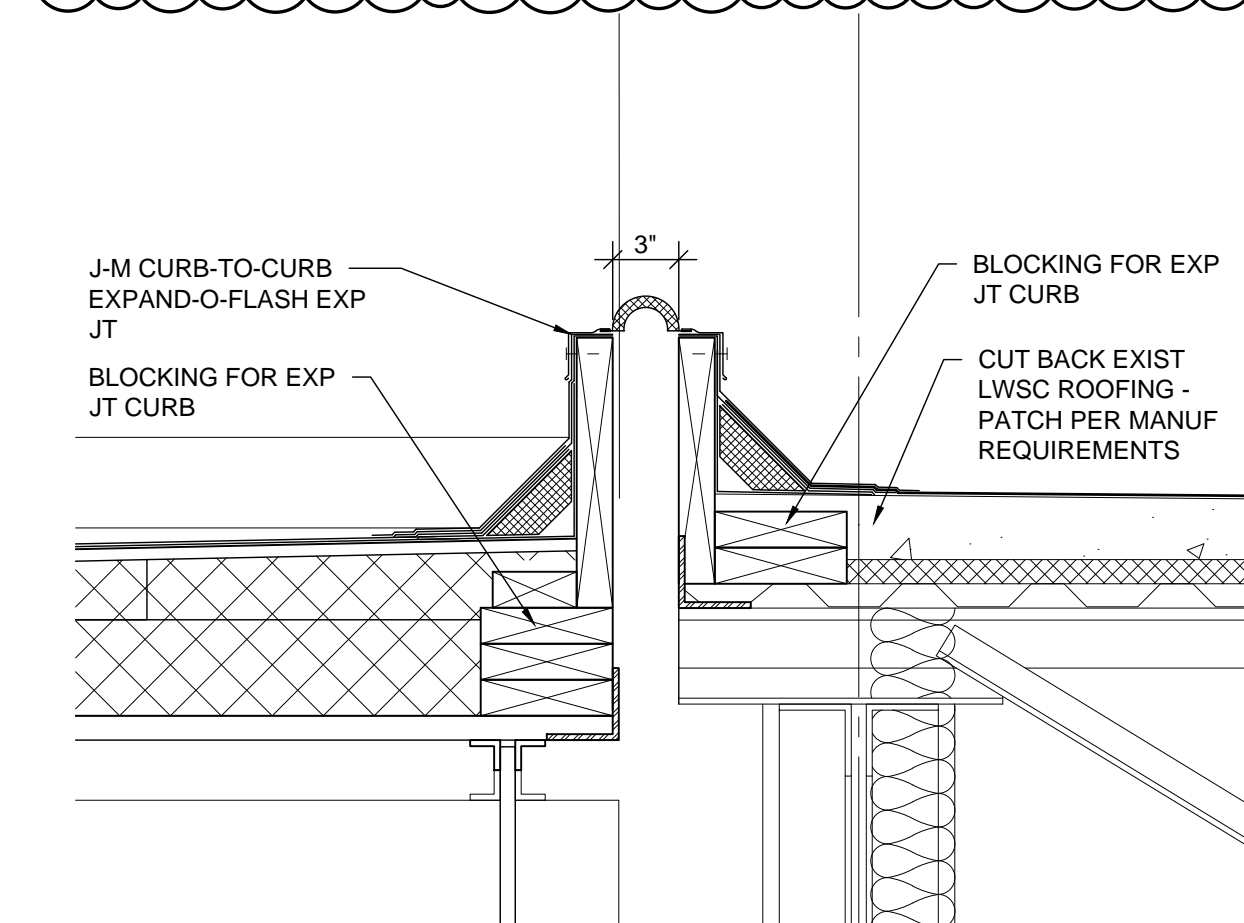 3"
J-M CURB-TO-CURB
EXPAND-O-FLASH EXP
JT
BLOCKING FOR EXP
JT CURB
BLOCKING FOR EXP
JT CURB
CUT BACK EXIST
LWSC ROOFING -
PATCH PER MANUF
REQUIREMENTS